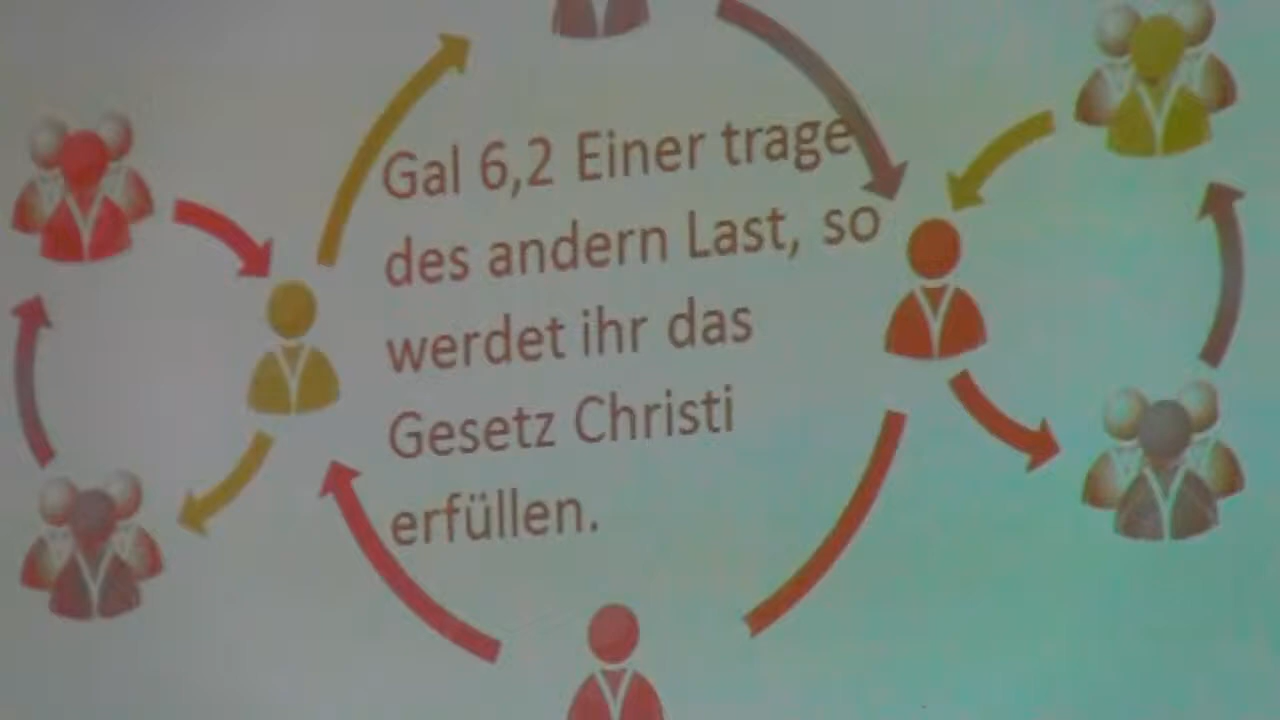 Gal 6,2 Einer trage
des andern Last, so
werdet ihr das
Gesetz Christi
erfüllen.